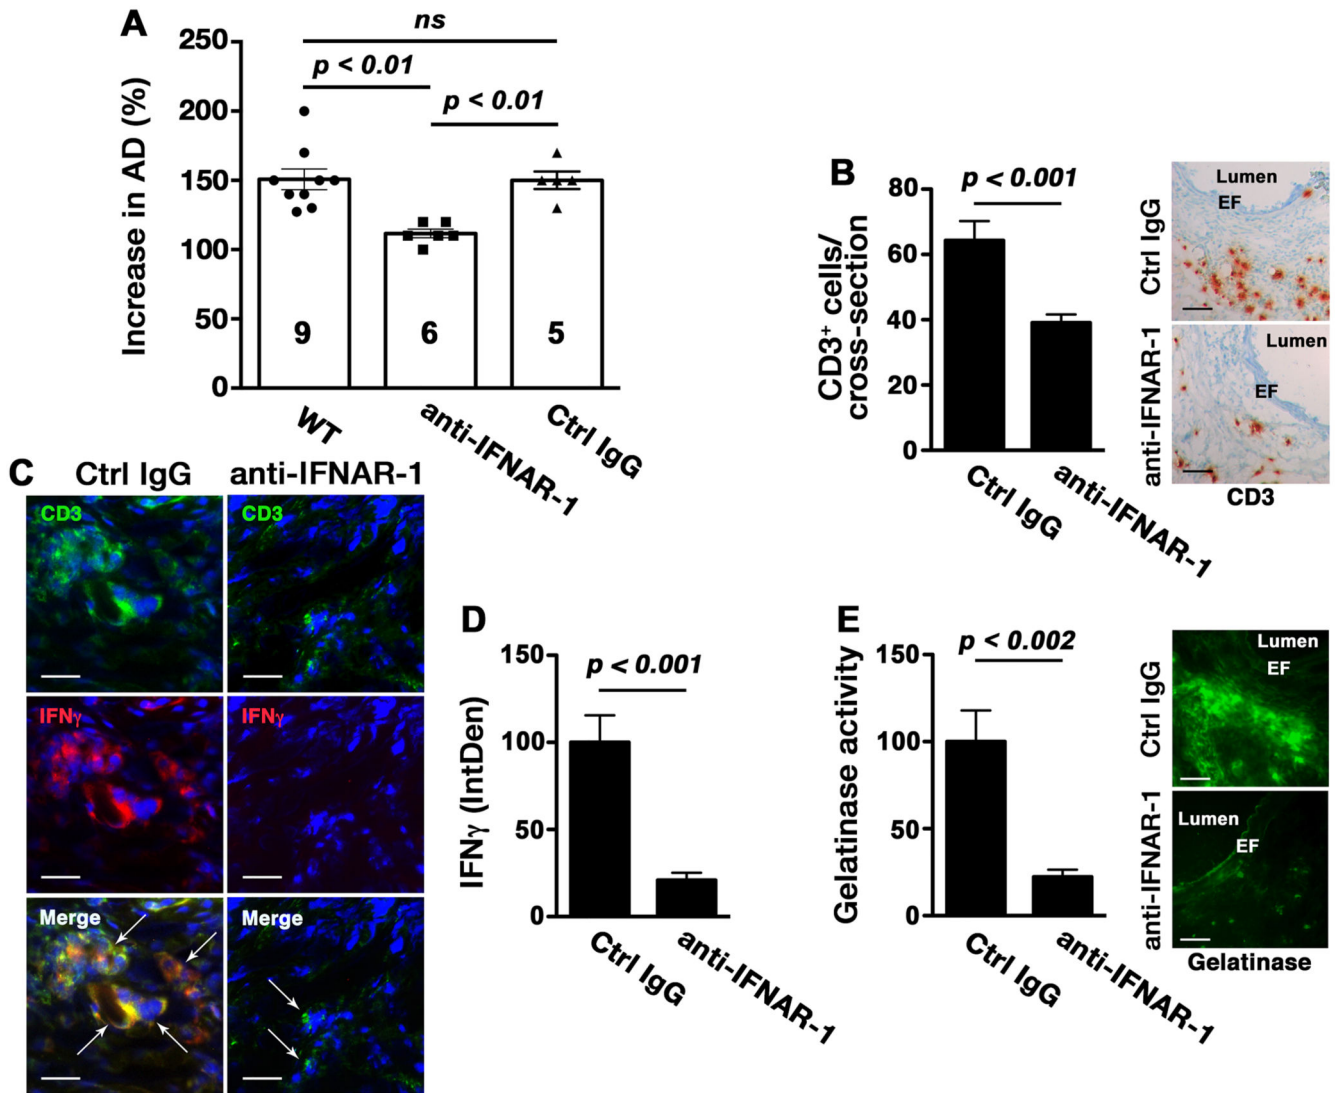 A
Increase in AD (%)
250
200
150
100
50
0
ns
p < 0.01
p < 0.01
9
6
5
WT
anti-IFNAR-1
Ctrl IgG
B
CD3+ cells/
cross-section
80
60
40
20
0
p < 0.001
Ctrl IgG
anti-IFNAR-1
Ctrl IgG
Lumen
EF
anti-IFNAR-1
Lumen
EF
CD3
C
Ctrl IgG
anti-IFNAR-1
CD3
CD3
IFNγ
IFNγ
Merge
Merge
D
IFNγ (IntDen)
150
100
50
0
p < 0.001
Ctrl IgG
anti-IFNAR-1
E
Gelatinase activity
150
100
50
0
p < 0.002
Ctrl IgG
anti-IFNAR-1
Ctrl IgG
Lumen
EF
anti-IFNAR-1
Lumen
EF
Gelatinase